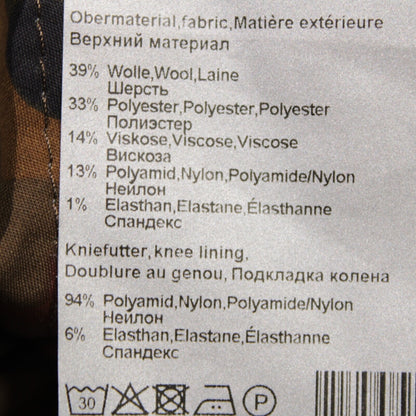 Obermaterial,fabric,Matière extérieure
Верхний материал
39% Wolle,Wool,Laine
Шерсть
33% Polyester,Polyester,Polyester
Полиэстер
14% Viskose,Viscose,Viscose
Вискоза
13% Polyamid,Nylon,Polyamide/Nylon
Нейлон
1% Elasthan,Elastane,Élasthanne
Спандекс
Kniefutter,knee lining,
Doublure au genou,Подкладка колена
94% Polyamid,Nylon,Polyamide/Nylon
Нейлон
6% Elasthan,Elastane,Élasthanne
Спандекс
30 P